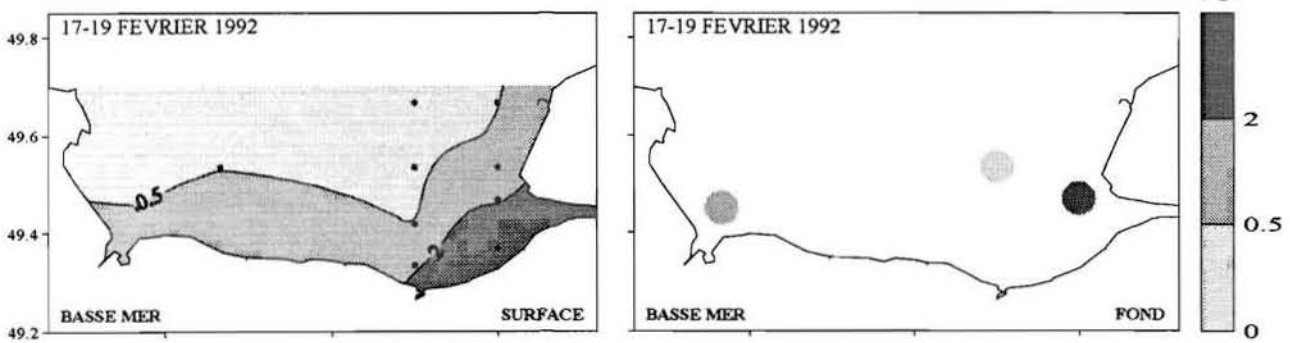 17-19 FEVRIER 1992
17-19 FEVRIER 1992
49.8
49.6
49.4
49.2
0.5
2
2
0.5
0
BASSE MER
SURFACE
BASSE MER
FOND